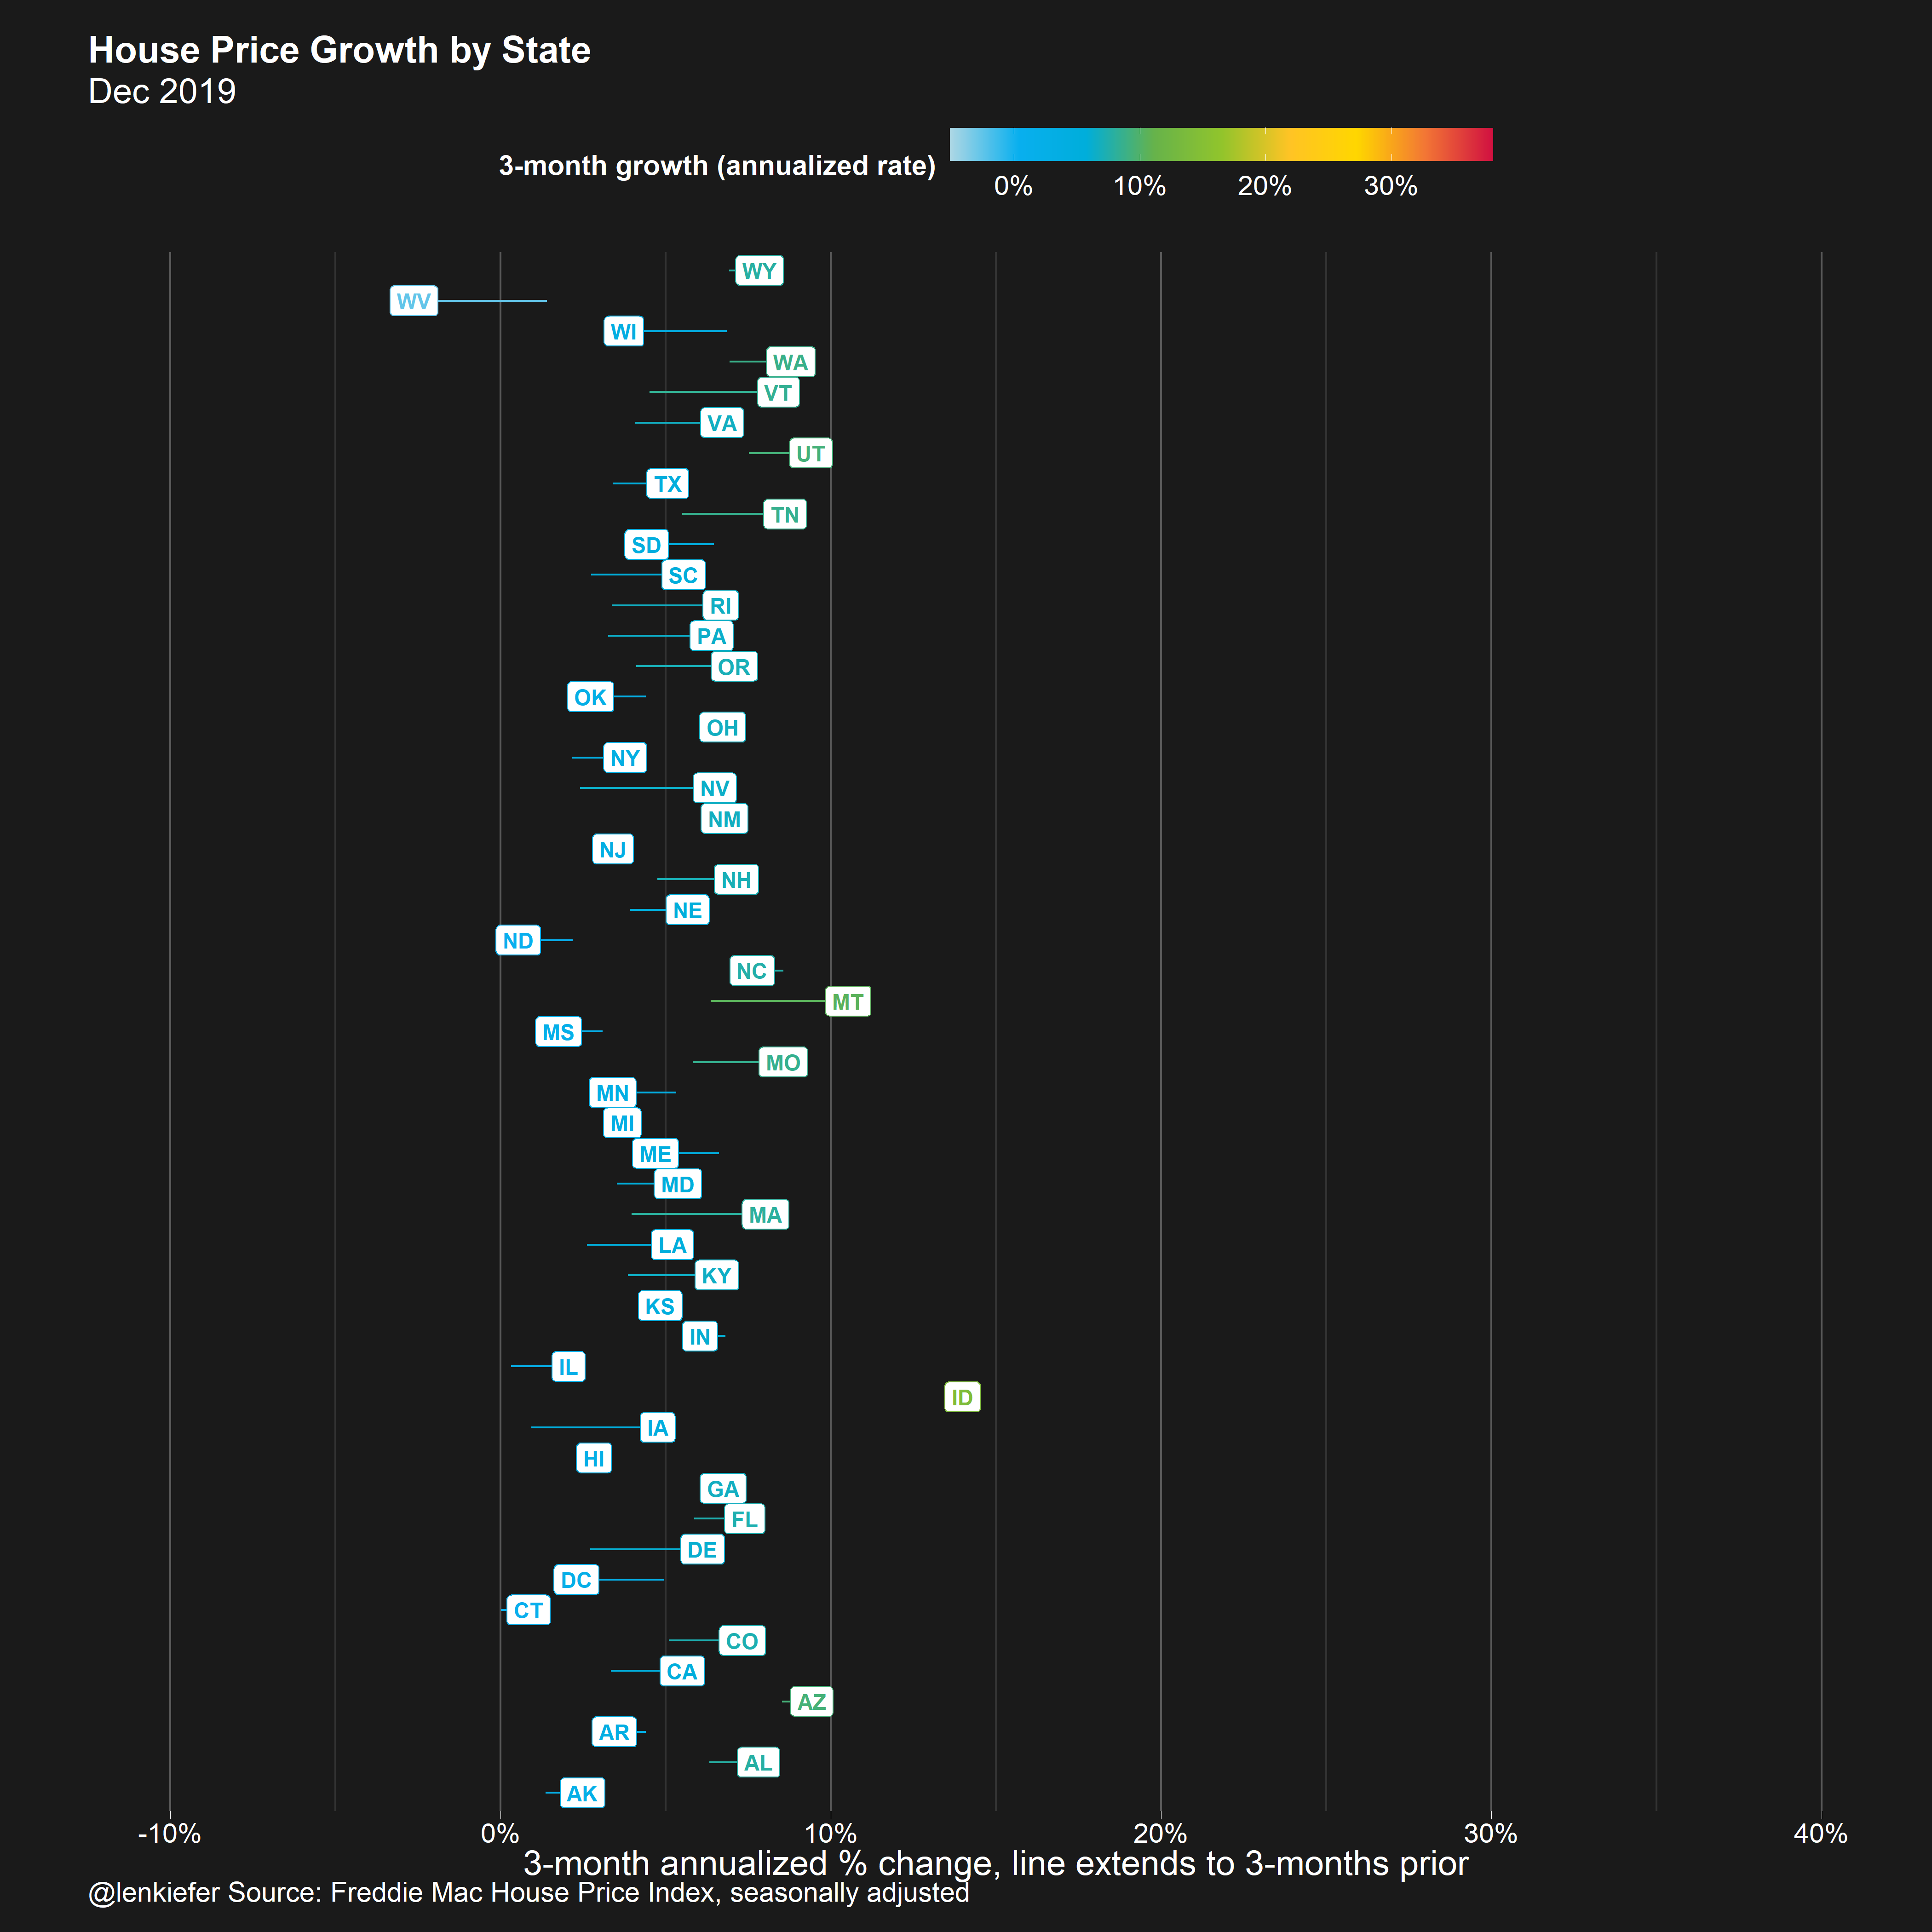 House Price Growth by State
Dec 2019
3-month growth (annualized rate)
0% 10% 20% 30%
WY
WV
WI
WA
VT
VA
UT
TX
TN
SD
SC
RI
PA
OR
OK
OH
NY
NV
NM
NJ
NH
NE
ND
NC
MT
MS
MO
MN
MI
ME
MD
MA
LA
KY
KS
IN
IL
ID
IA
HI
GA
FL
DE
DC
CT
CO
CA
AZ
AR
AL
AK
-10% 0% 10% 20% 30% 40%
3-month annualized % change, line extends to 3-months prior
@lenkiefer Source: Freddie Mac House Price Index, seasonally adjusted